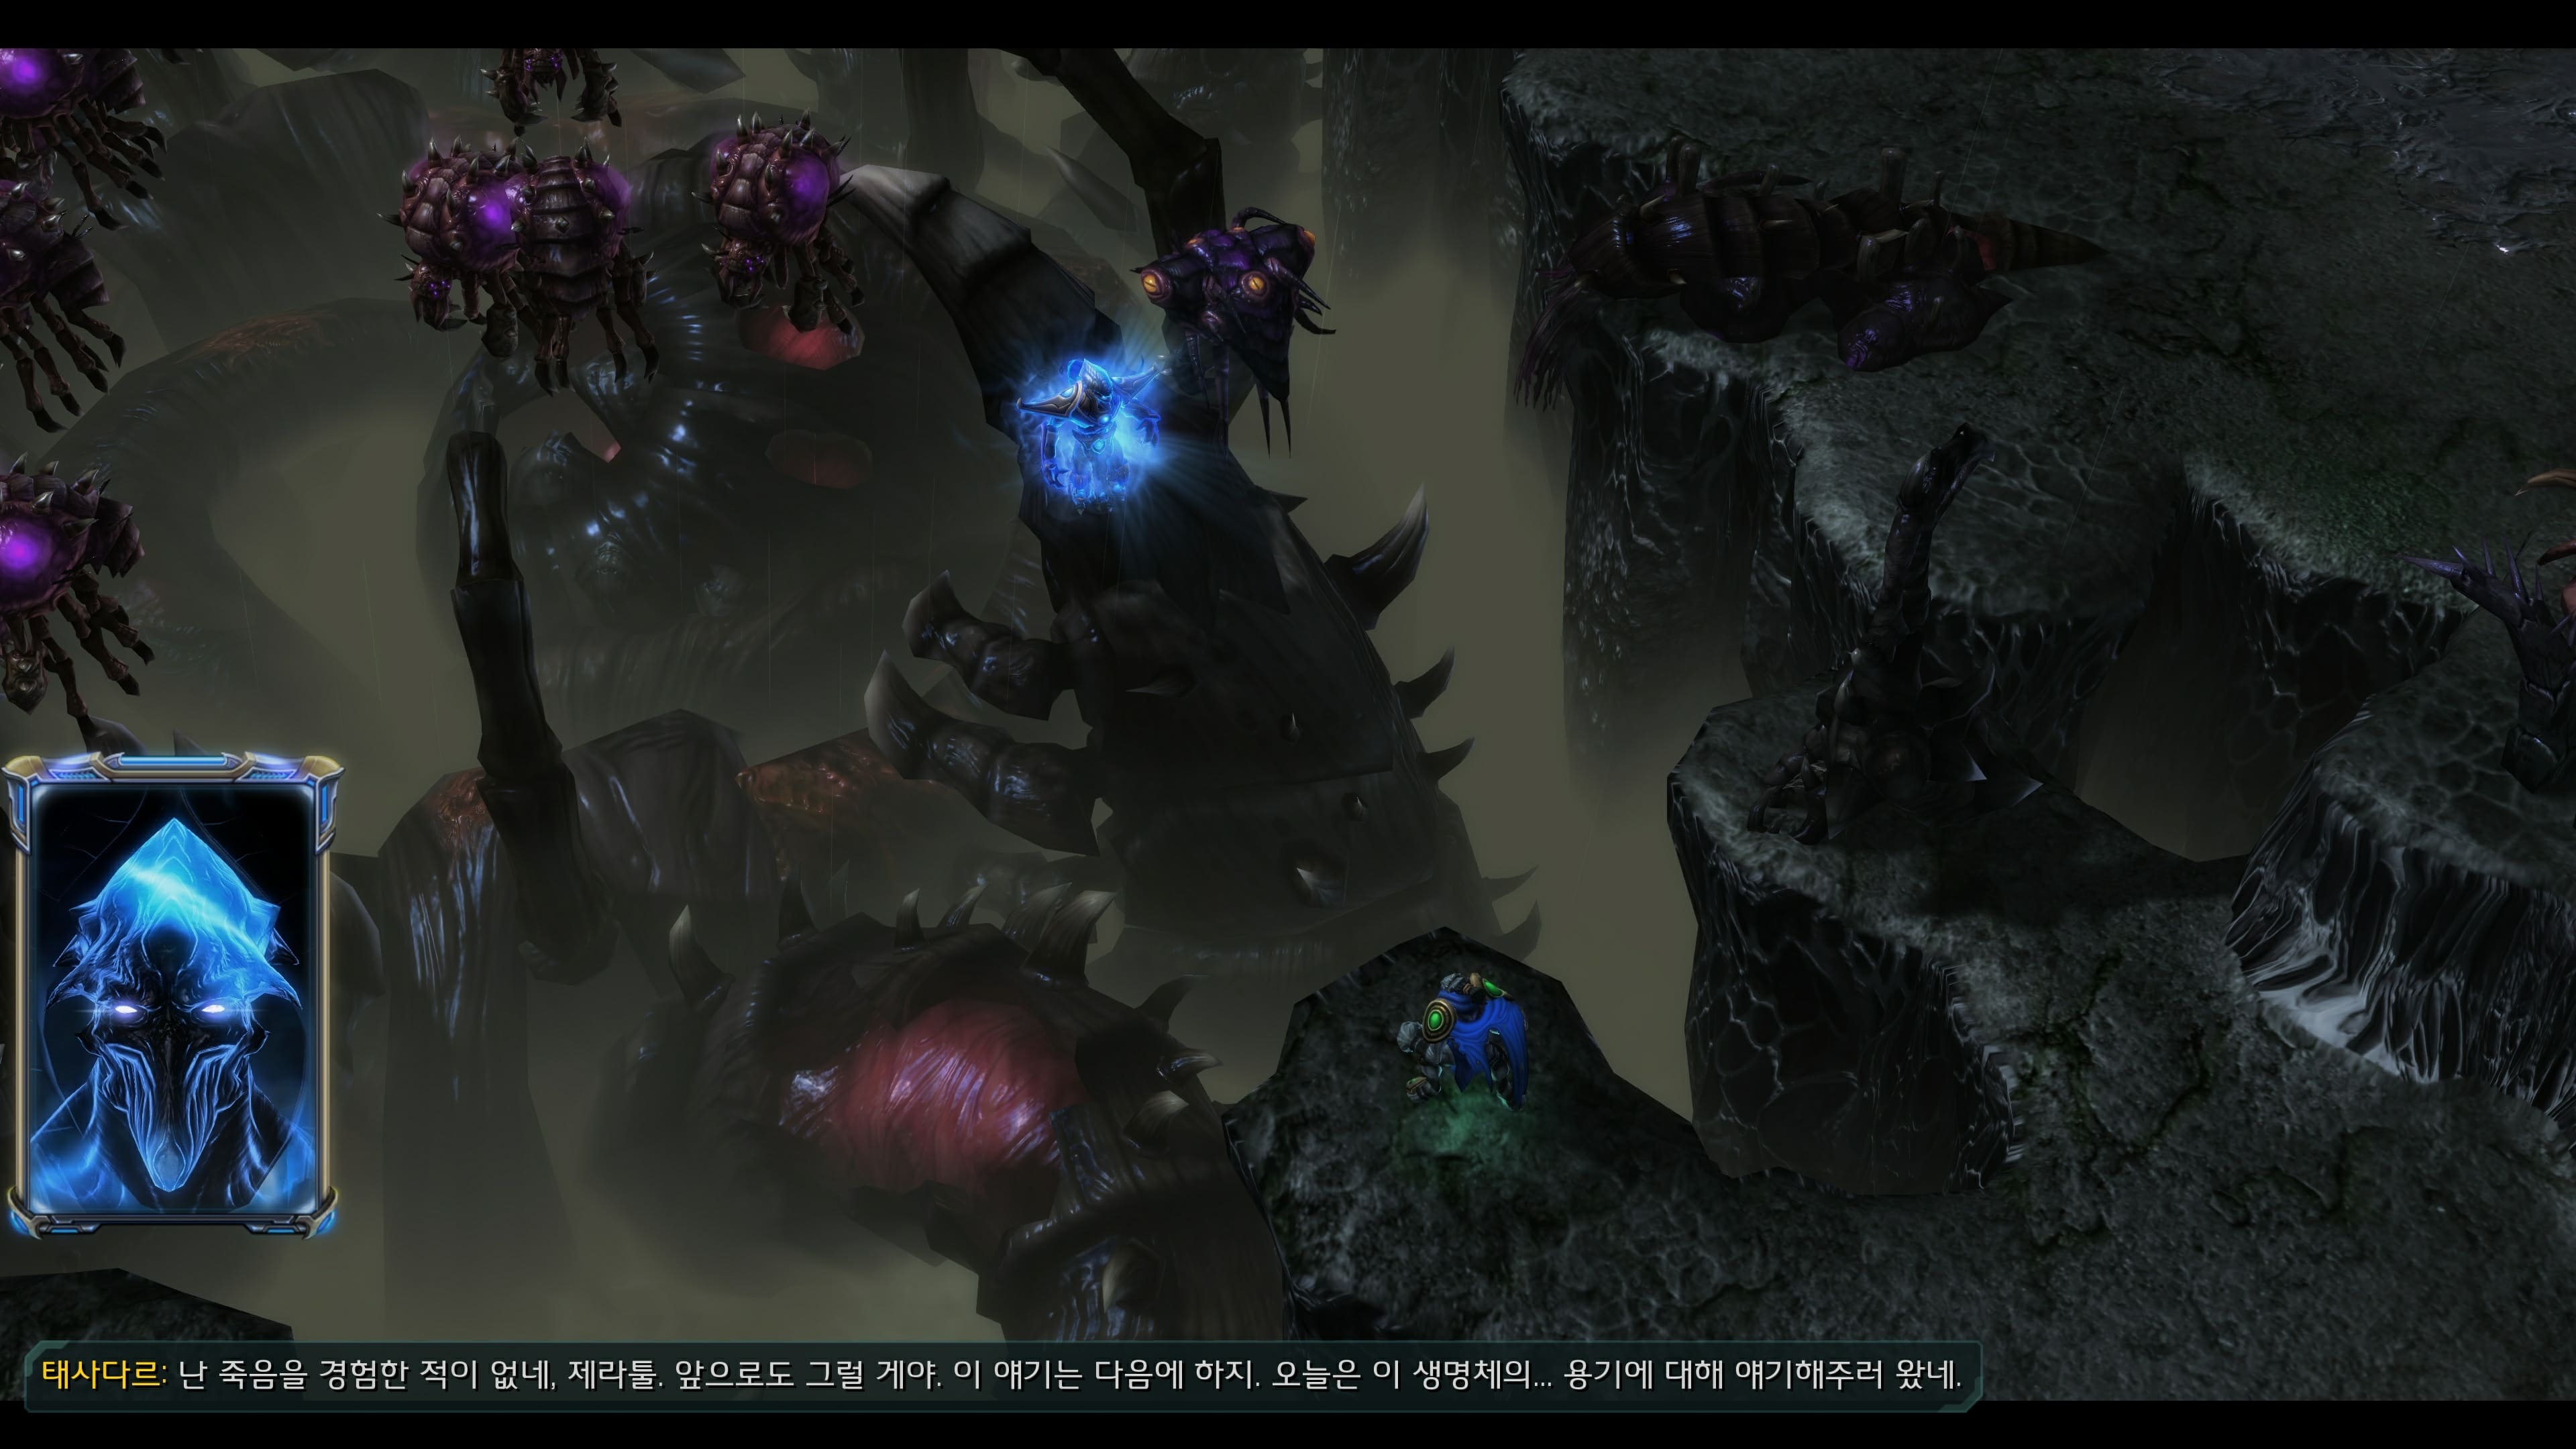 태사다르: 난 죽음을 경험한 적이 없네, 제라툴. 앞으로도 그럴 게야. 이 얘기는 다음에 하지. 오늘은 이 생명체의... 용기에 대해 얘기해주러 왔네.